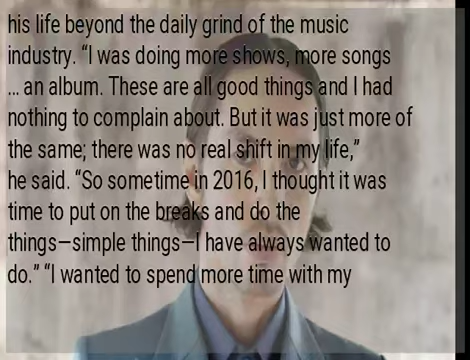 his life beyond the daily grind of the music
industry. “I was doing more shows, more songs
... an album. These are all good things and I had
nothing to complain about. But it was just more of
the same; there was no real shift in my life,”
he said. “So sometime in 2016, I thought it was
time to put on the breaks and do the
things—simple things—I have always wanted to
do.” “I wanted to spend more time with my